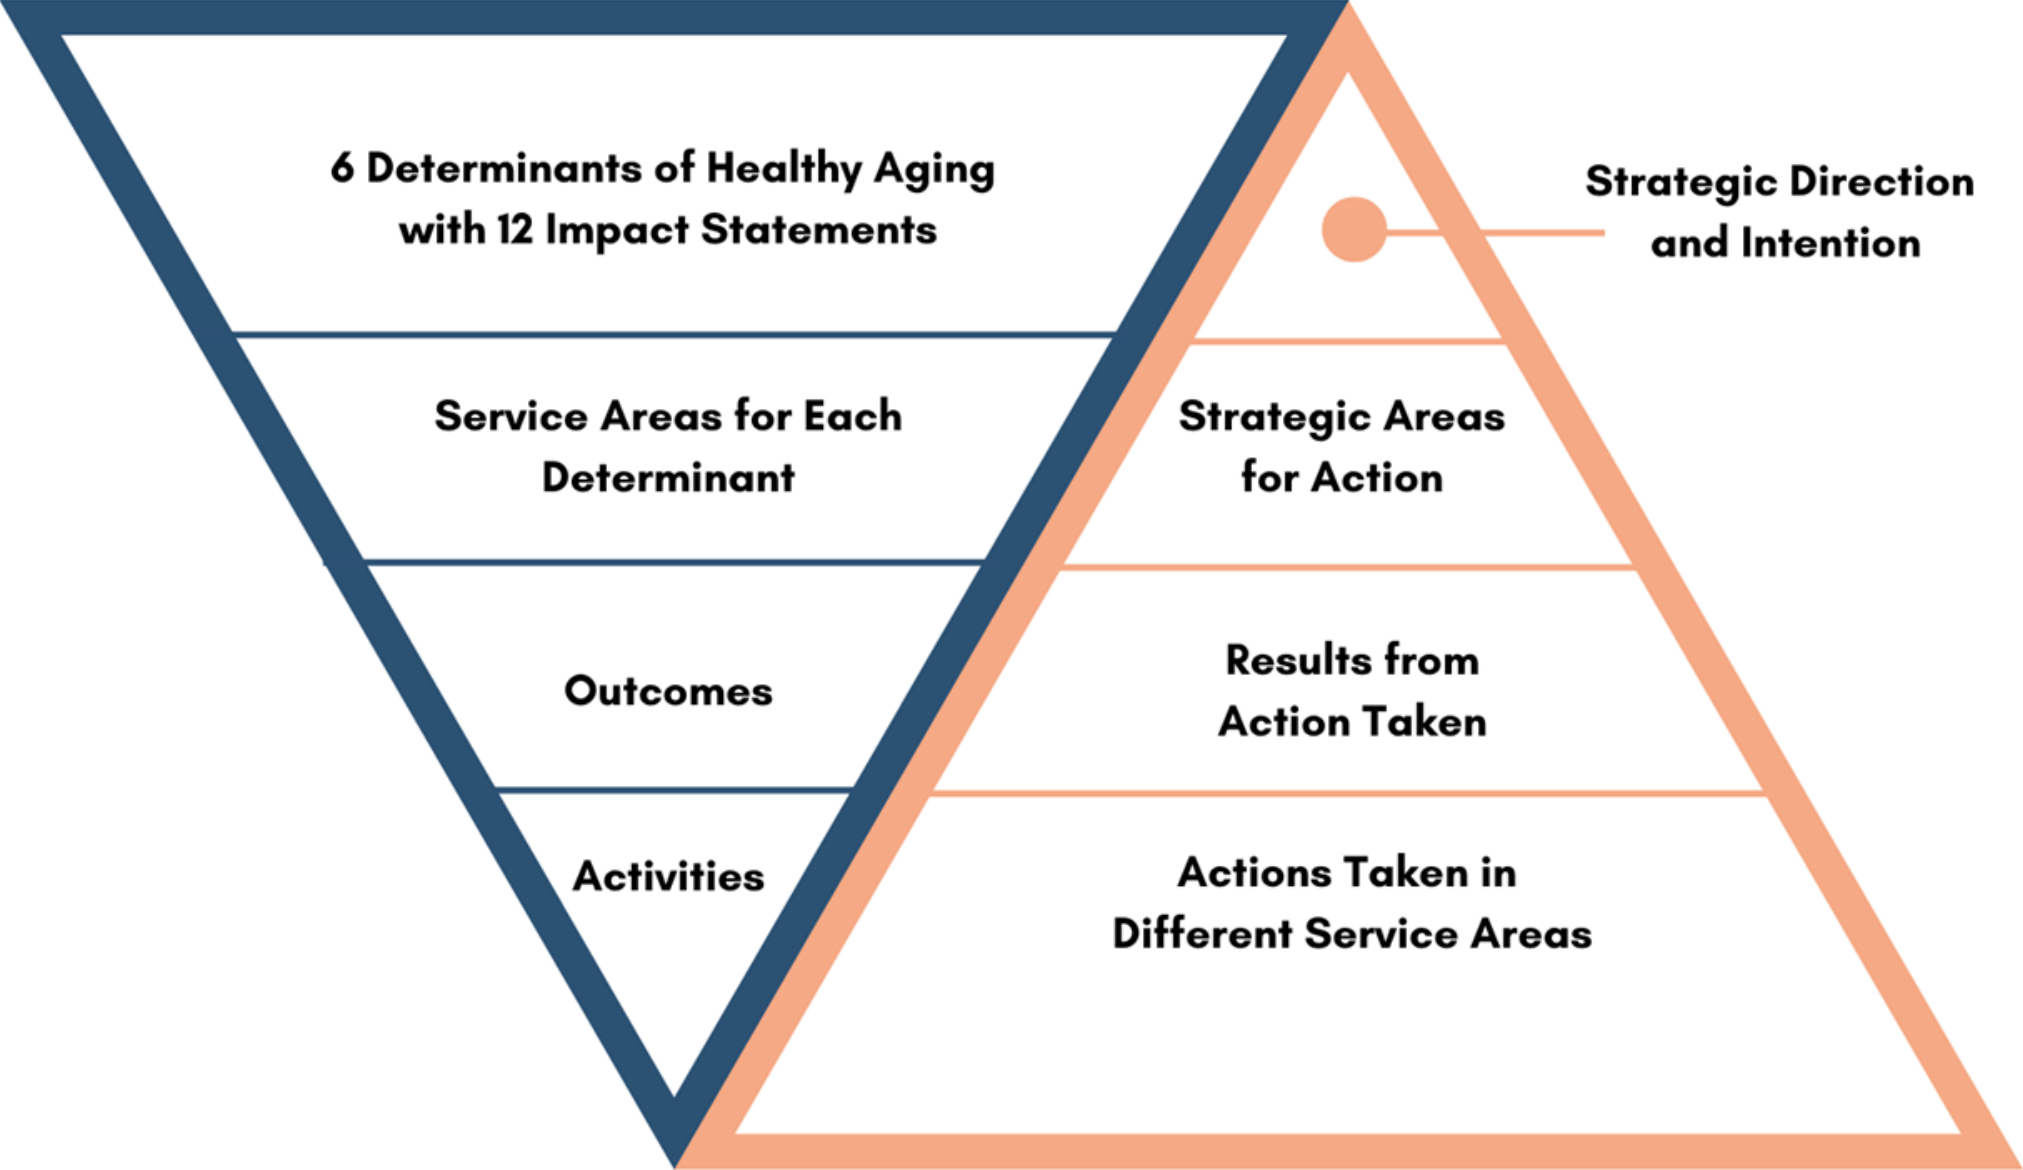 6 Determinants of Healthy Aging
with 12 Impact Statements
Service Areas for Each
Determinant
Outcomes
Activities
Strategic Direction
and Intention
Strategic Areas
for Action
Results from
Action Taken
Actions Taken in
Different Service Areas